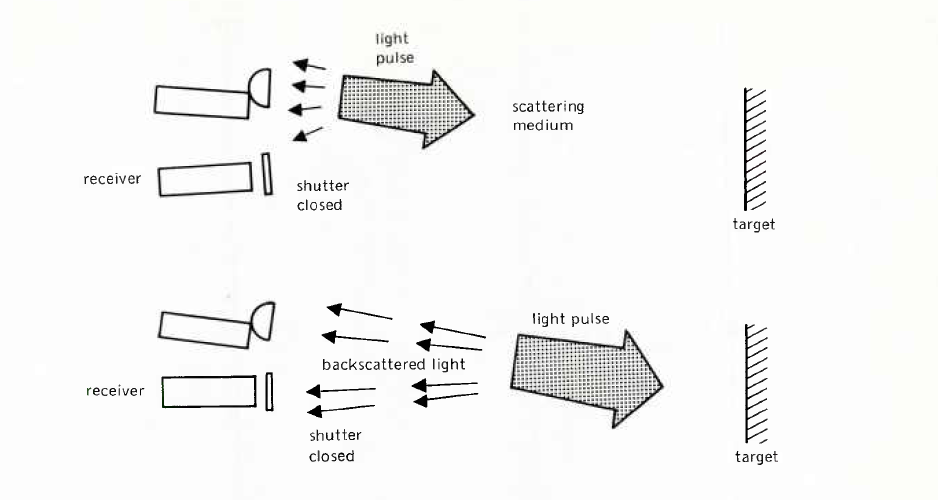 light
pulse
scattering
medium
receiver
shutter
closed
target
light pulse
backscattered light
receiver
shutter
closed
target